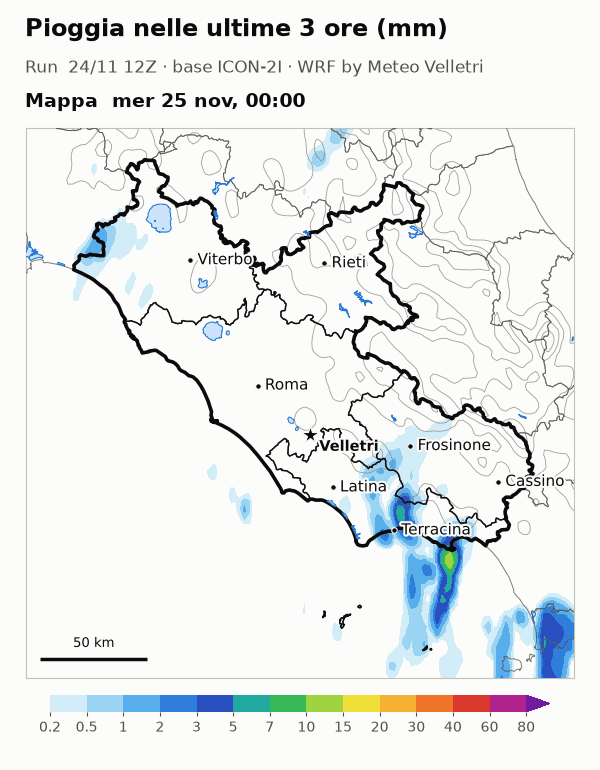 Pioggia nelle ultime 3 ore (mm)
Run  24/11 12Z · base ICON-2I · WRF by Meteo Velletri
Mappa  mer 25 nov, 00:00
Viterbo
Rieti
Roma
Velletri
Frosinone
Latina
Cassino
Terracina
50 km
0.2 0.5 1 2 3 5 7 10 15 20 30 40 60 80